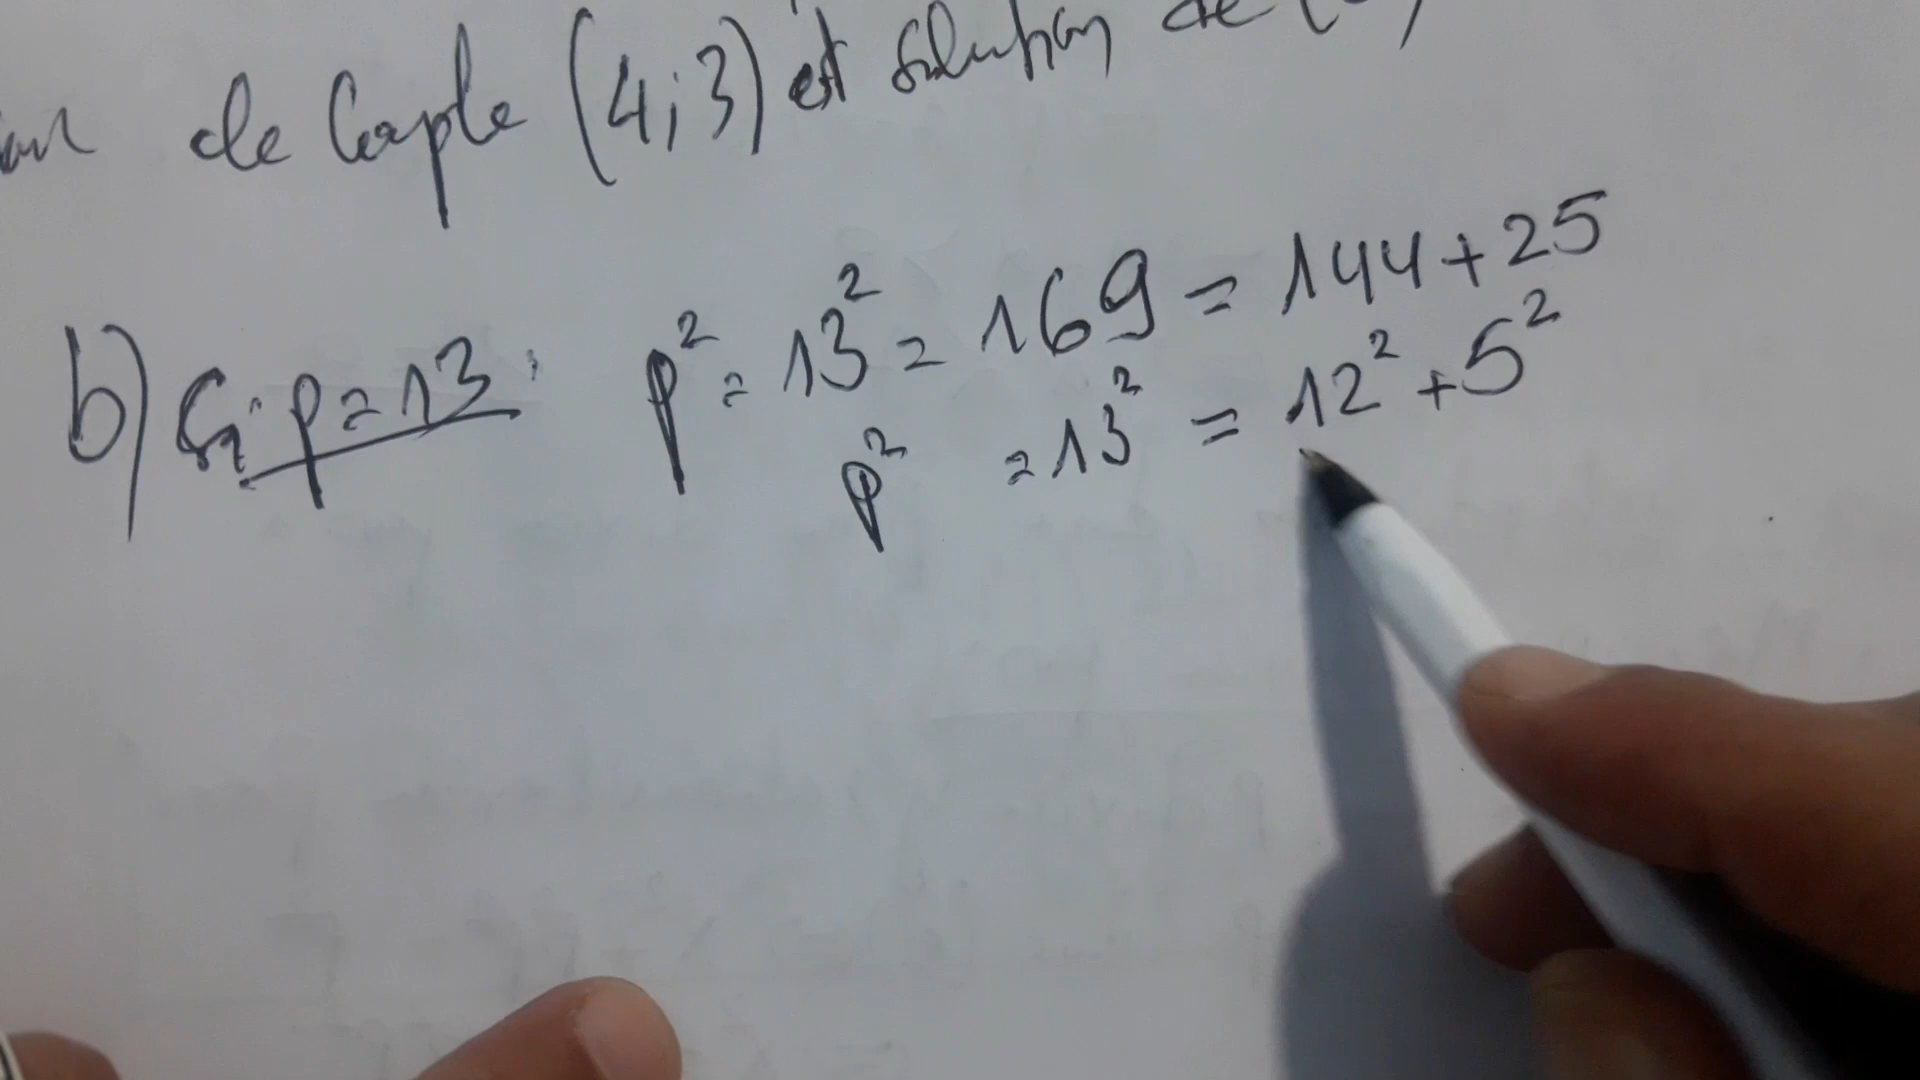 de Couple (4;3) est solution de
b) Si p=13: p² = 13² = 169 = 144+25
p² = 13² = 12² + 5²